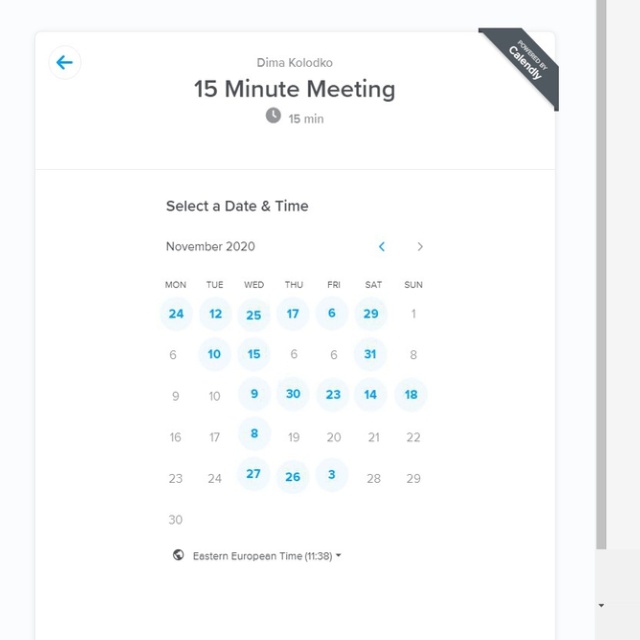 POWERED BY
Calendly
Dima Kolodko
15 Minute Meeting
15 min
Select a Date & Time
November 2020
MON TUE WED THU FRI SAT SUN
24 12 25 17 6 29 1
6 10 15 6 6 31 8
9 10 9 30 23 14 18
16 17 8 19 20 21 22
23 24 27 26 3 28 29
30
Eastern European Time (11:38)